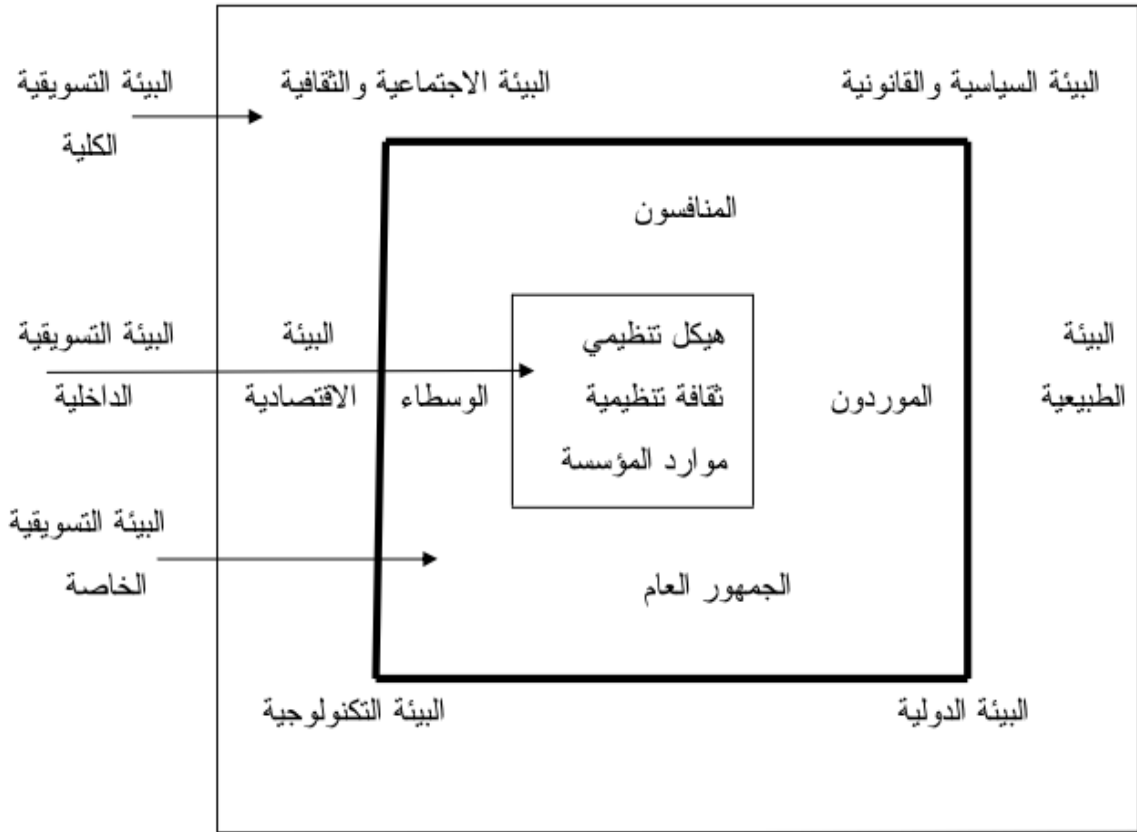 البيئة السياسية والقانونية
البيئة الاجتماعية والثقافية
البيئة التسويقية
الكلية
المنافسون
البيئة
الطبيعية
الموردون
هيكل تنظيمي
ثقافة تنظيمية
موارد المؤسسة
الوسطاء
البيئة
الاقتصادية
البيئة التسويقية
الداخلية
الجمهور العام
البيئة التسويقية
الخاصة
البيئة الدولية
البيئة التكنولوجية